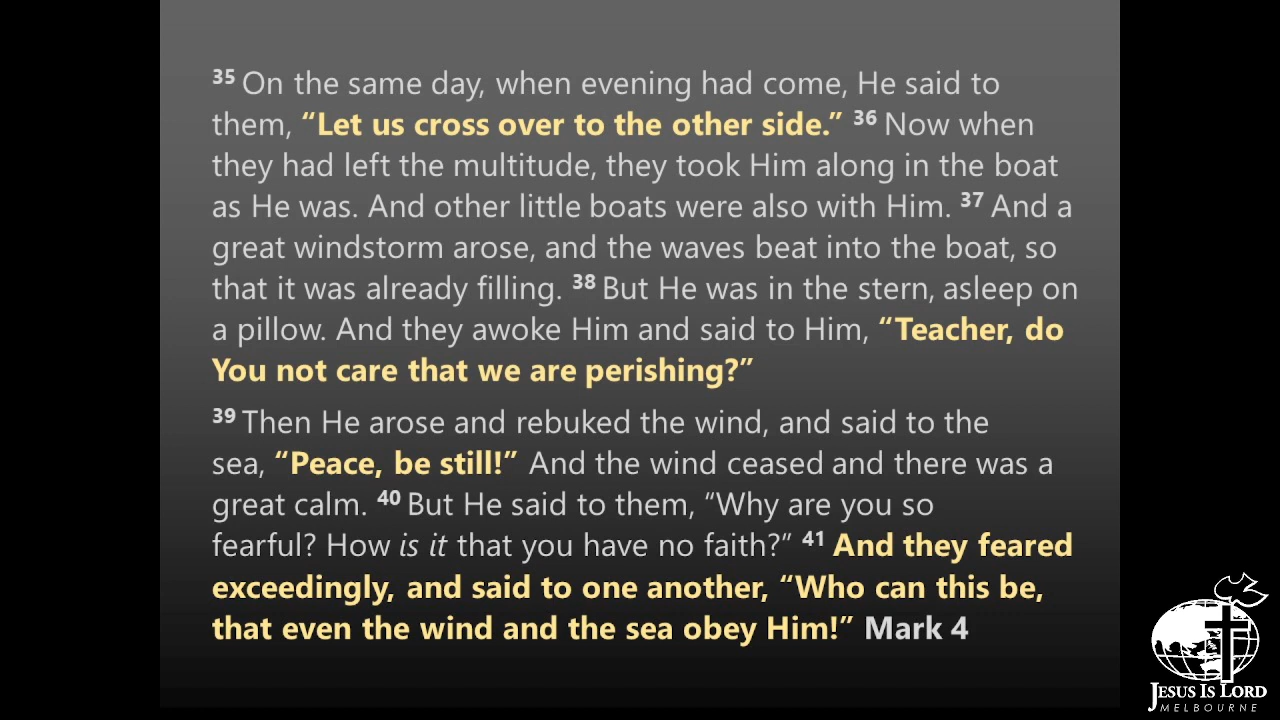 35 On the same day, when evening had come, He said to
them, “Let us cross over to the other side.” 36 Now when
they had left the multitude, they took Him along in the boat
as He was. And other little boats were also with Him. 37 And a
great windstorm arose, and the waves beat into the boat, so
that it was already filling. 38 But He was in the stern, asleep on
a pillow. And they awoke Him and said to Him, “Teacher, do
You not care that we are perishing?”
39 Then He arose and rebuked the wind, and said to the
sea, “Peace, be still!” And the wind ceased and there was a
great calm. 40 But He said to them, “Why are you so
fearful? How is it that you have no faith?” 41 And they feared
exceedingly, and said to one another, “Who can this be,
that even the wind and the sea obey Him!” Mark 4
JESUS IS LORD
MELBOURNE